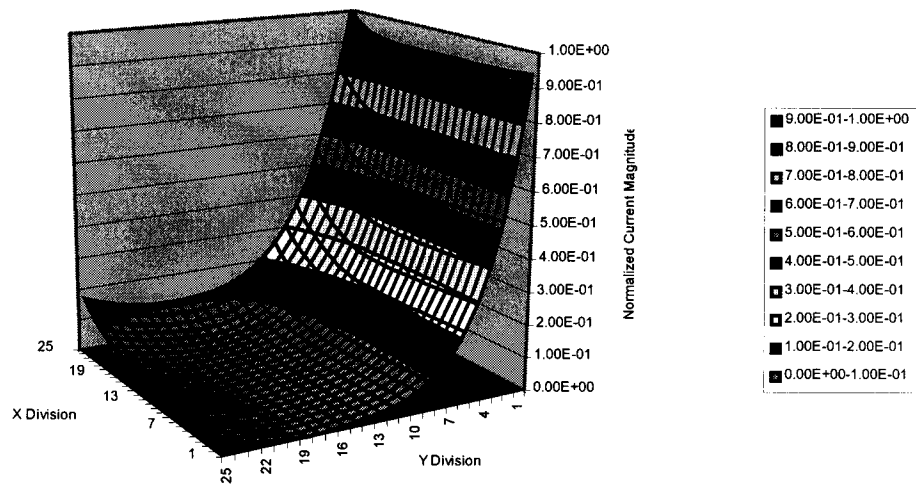 1.00E+00
9.00E-01
8.00E-01
7.00E-01
6.00E-01
5.00E-01
4.00E-01
3.00E-01
2.00E-01
1.00E-01
0.00E+00
Normalized Current Magnitude
25
19
13
7
1
X Division
25
22
19
16
13
10
7
4
1
Y Division
9.00E-01-1.00E+00
8.00E-01-9.00E-01
7.00E-01-8.00E-01
6.00E-01-7.00E-01
5.00E-01-6.00E-01
4.00E-01-5.00E-01
3.00E-01-4.00E-01
2.00E-01-3.00E-01
1.00E-01-2.00E-01
0.00E+00-1.00E-01